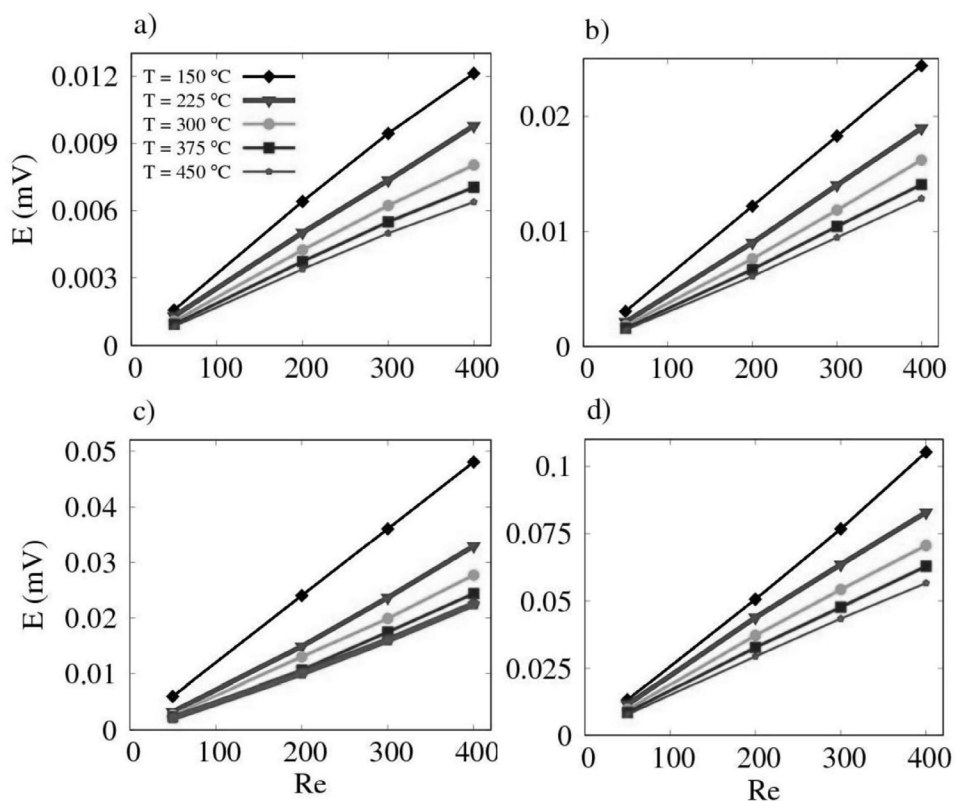 a)
0.012
0.009
0.006
0.003
0
E (mV)
T = 150 °C
T = 225 °C
T = 300 °C
T = 375 °C
T = 450 °C
0 100 200 300 400
b)
0.02
0.01
0
0 100 200 300 400
c)
0.05
0.04
0.03
0.02
0.01
0
E (mV)
0 100 200 300 400
Re
d)
0.1
0.075
0.05
0.025
0
0 100 200 300 400
Re